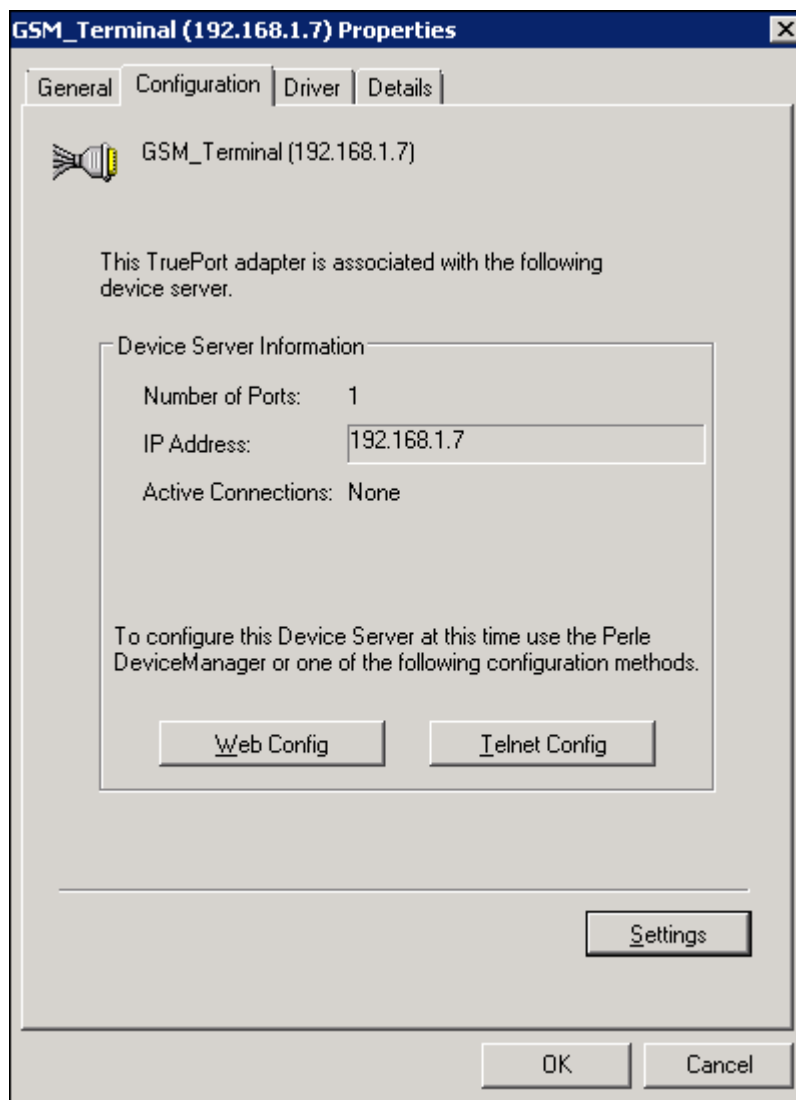 GSM_Terminal (192.168.1.7) Properties
General Configuration Driver Details
GSM_Terminal (192.168.1.7)
This TruePort adapter is associated with the following
device server.
Device Server Information
Number of Ports: 1
IP Address: 192.168.1.7
Active Connections: None
To configure this Device Server at this time use the Perle
DeviceManager or one of the following configuration methods.
Web Config Telnet Config
Settings
OK Cancel